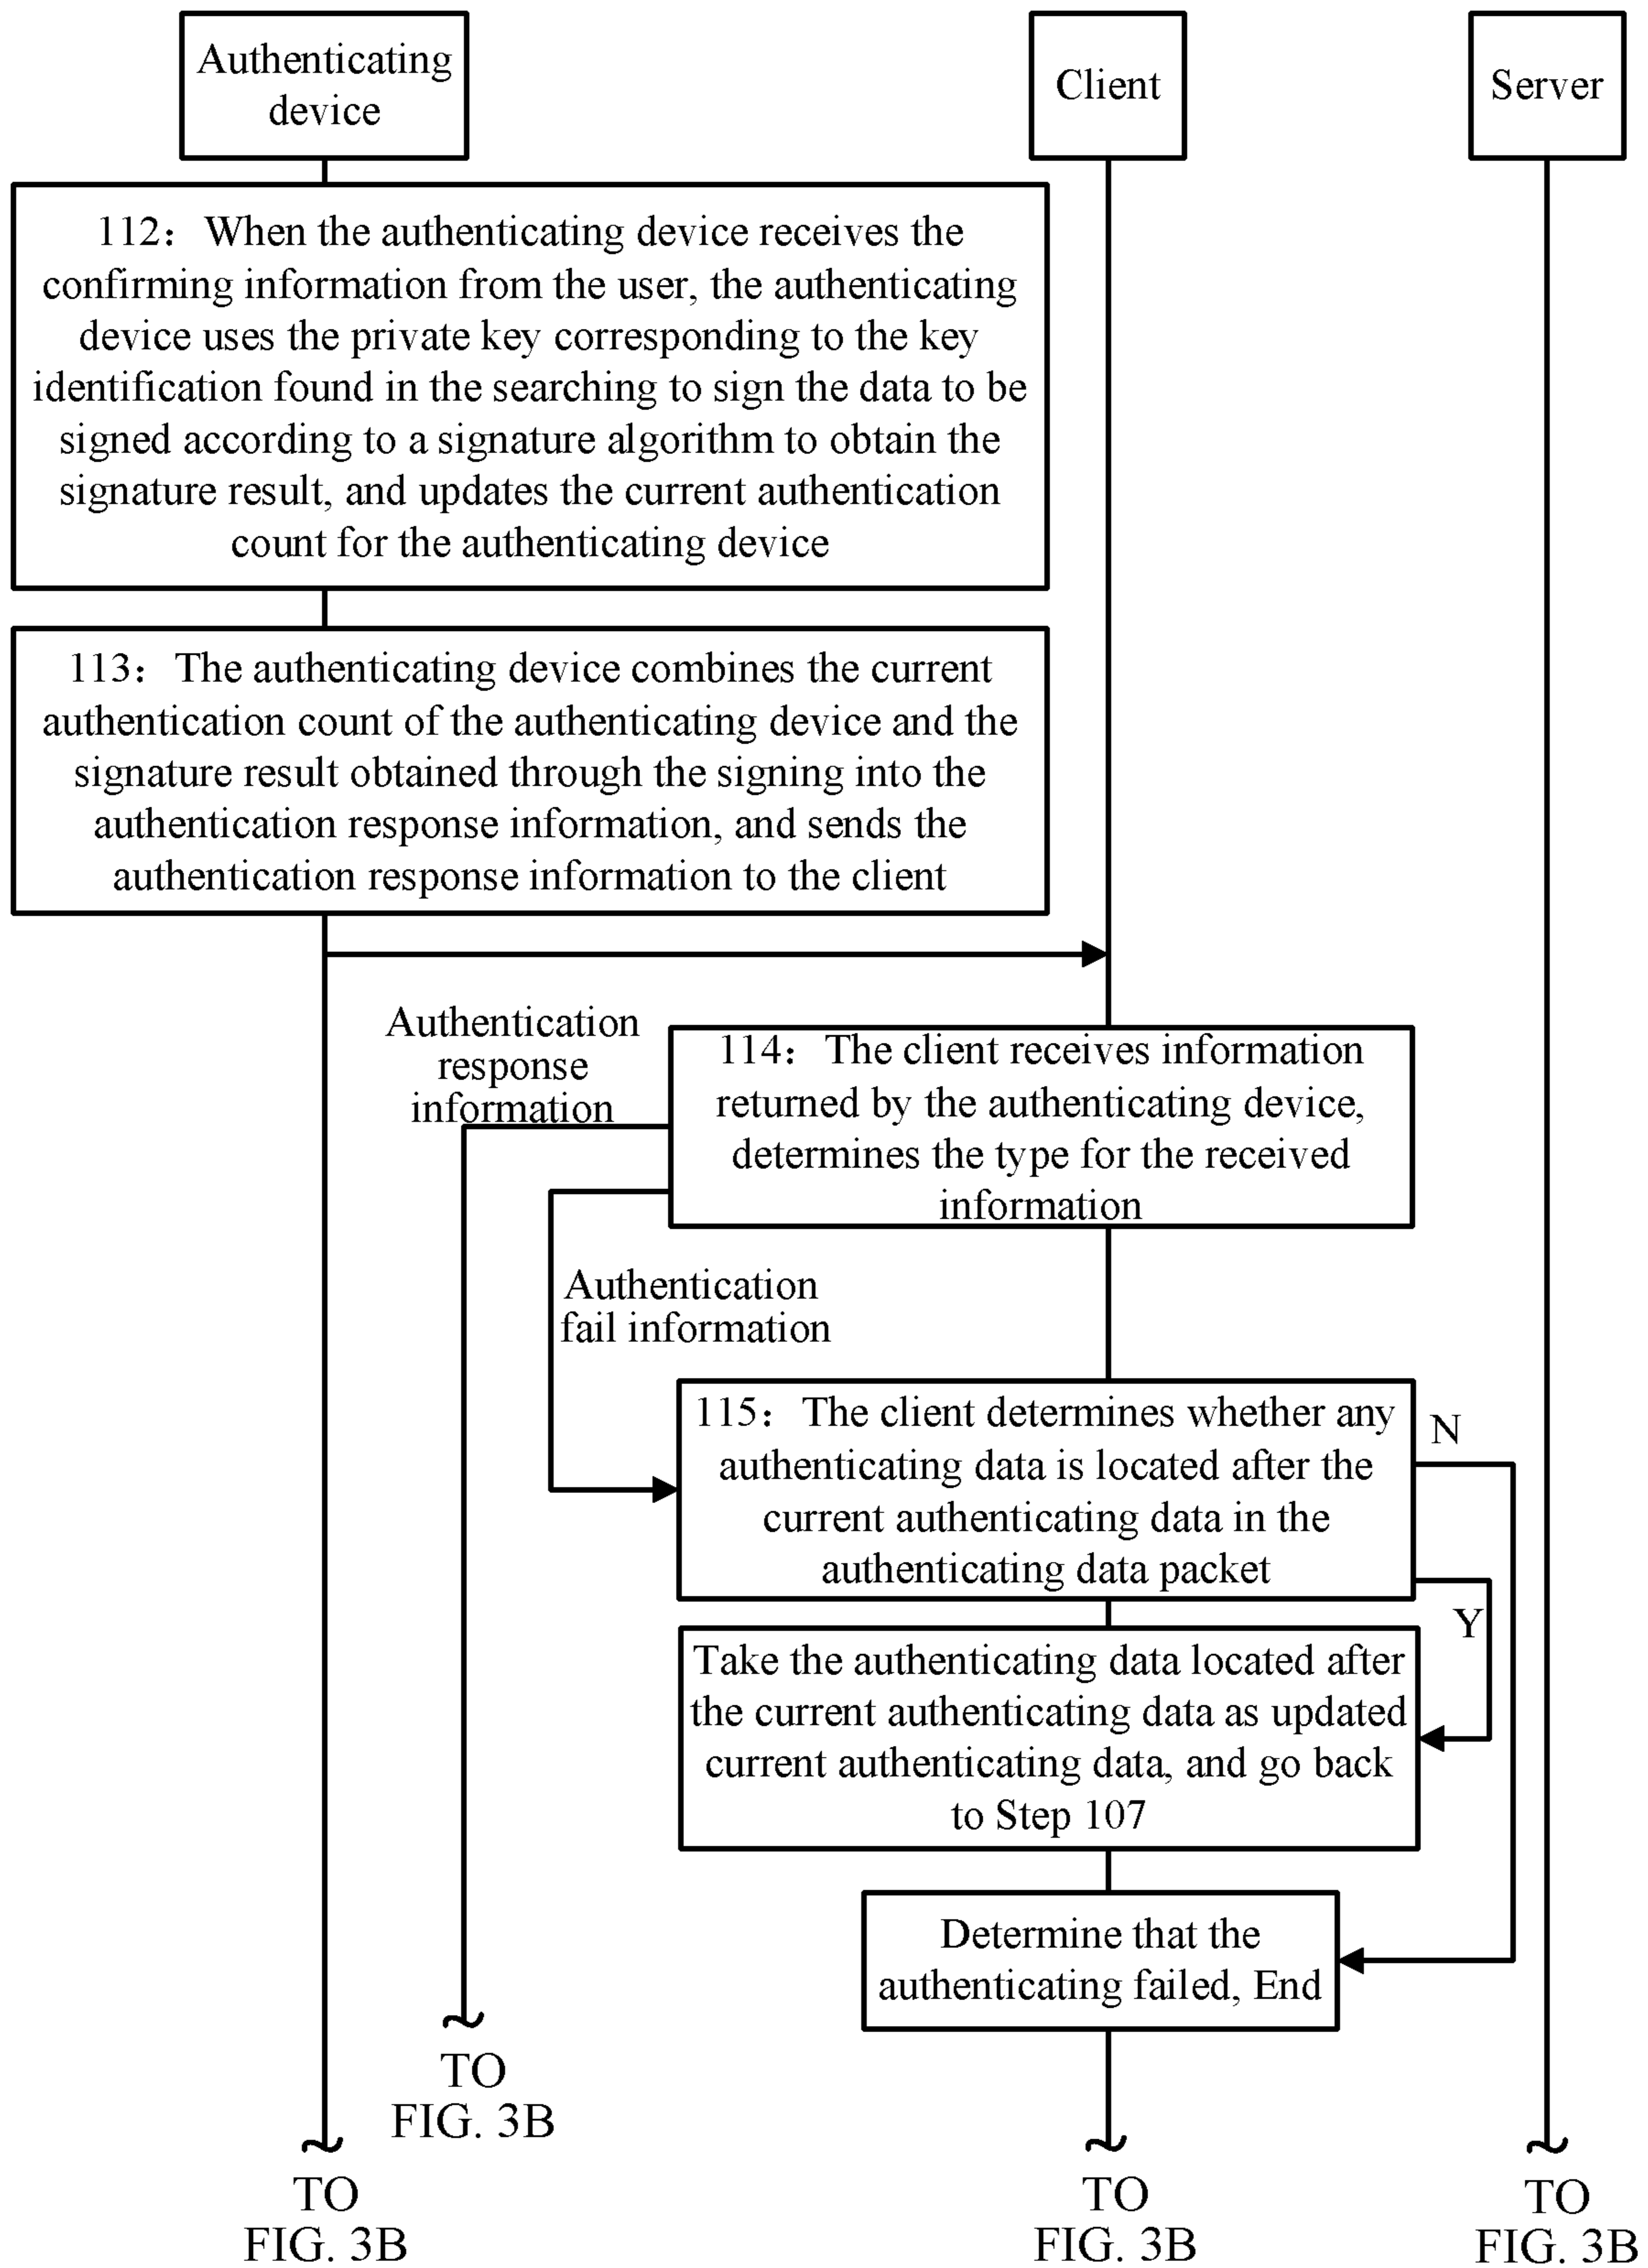 Authenticating
device
Client
Server
112： When the authenticating device receives the
confirming information from the user, the authenticating
device uses the private key corresponding to the key
identification found in the searching to sign the data to be
signed according to a signature algorithm to obtain the
signature result, and updates the current authentication
count for the authenticating device
113： The authenticating device combines the current
authentication count of the authenticating device and the
signature result obtained through the signing into the
authentication response information, and sends the
authentication response information to the client
Authentication
response
information
114： The client receives information
returned by the authenticating device,
determines the type for the received
information
Authentication
fail information
115： The client determines whether any
authenticating data is located after the
current authenticating data in the
authenticating data packet
N
Y
Take the authenticating data located after
the current authenticating data as updated
current authenticating data, and go back
to Step 107
Determine that the
authenticating failed, End
TO
FIG. 3B
TO
FIG. 3B
TO
FIG. 3B
TO
FIG. 3B